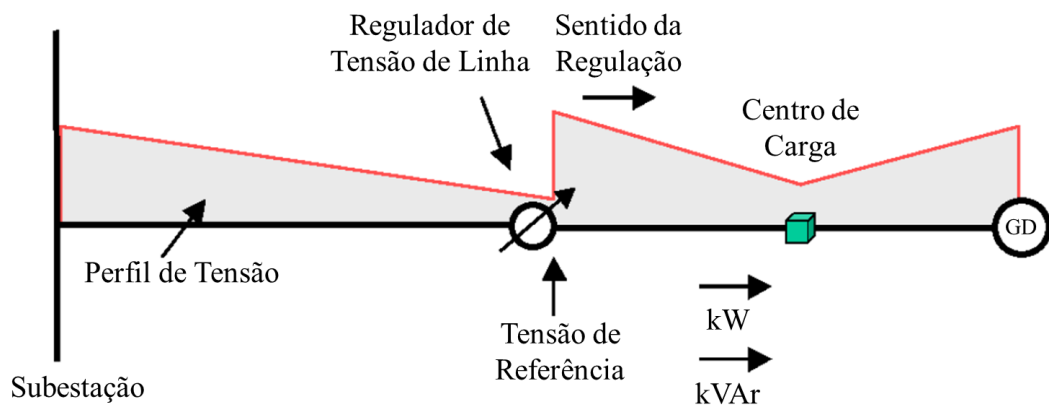 Regulador de
Tensão de Linha
Sentido da
Regulação
Centro de
Carga
GD
Perfil de Tensão
kW
Tensão de
Referência
kVAr
Subestação